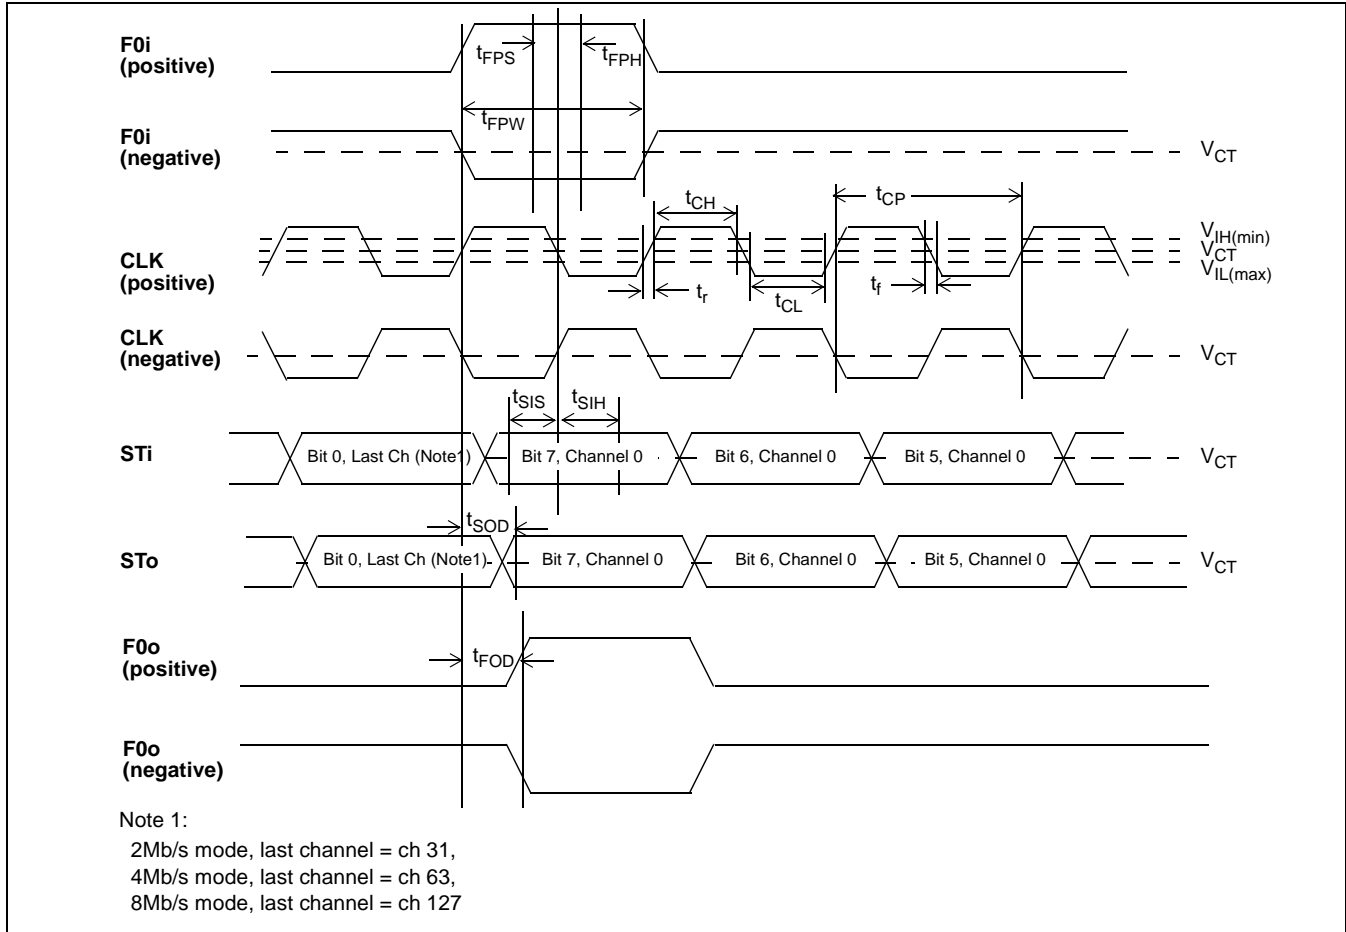 F0i
(positive)
tFPS
tFPH
tFPW
F0i
(negative)
VCT
tCH
tCP
CLK
(positive)
VIH(min)
VCT
VIL(max)
tr
tCL
tf
CLK
(negative)
VCT
tSIS
tSIH
STi
Bit 0, Last Ch (Note1)
Bit 7, Channel 0
Bit 6, Channel 0
Bit 5, Channel 0
VCT
tSOD
STo
Bit 0, Last Ch (Note1)
Bit 7, Channel 0
Bit 6, Channel 0
Bit 5, Channel 0
VCT
F0o
(positive)
tFOD
F0o
(negative)
Note 1:
2Mb/s mode, last channel = ch 31,
4Mb/s mode, last channel = ch 63,
8Mb/s mode, last channel = ch 127